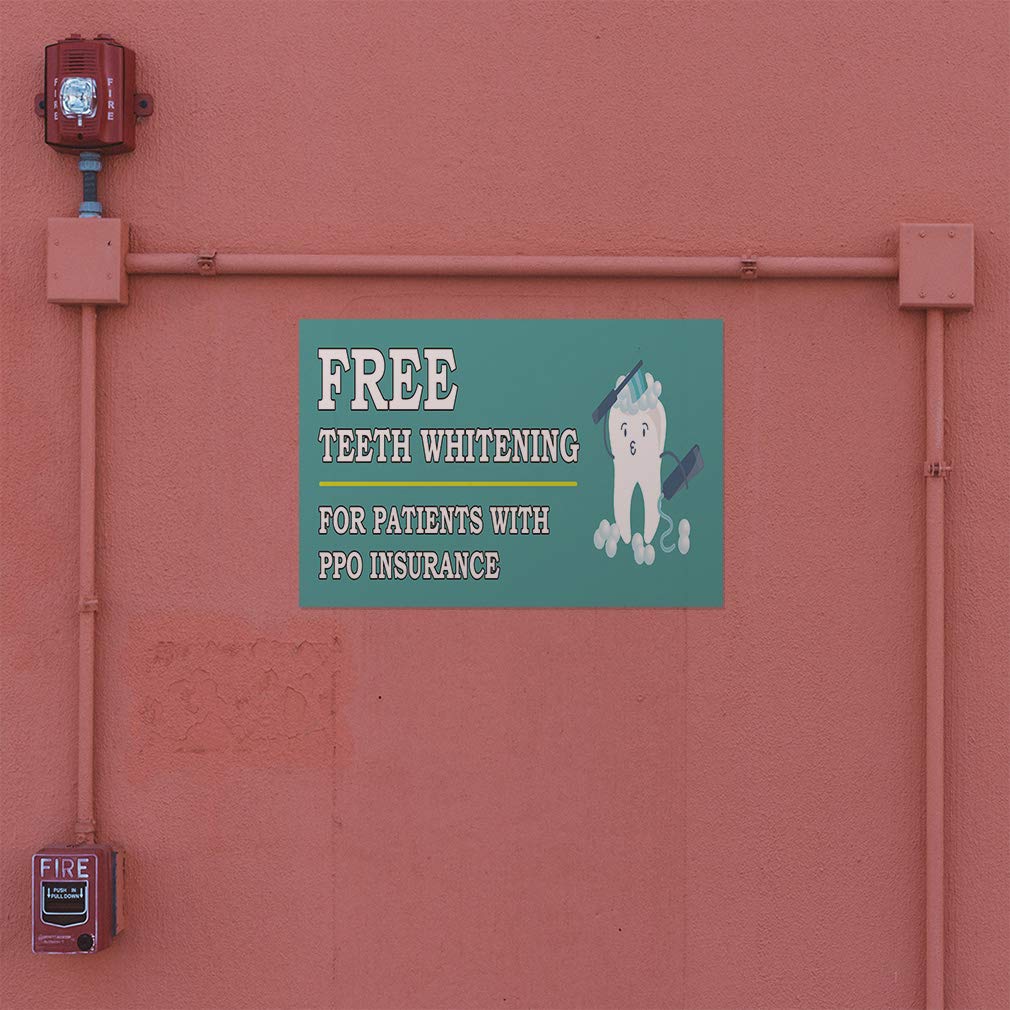 FIRE
FIRE
FREE
TEETH WHITENING
FOR PATIENTS WITH
PPO INSURANCE
FIRE
PUSH IN
PULL DOWN